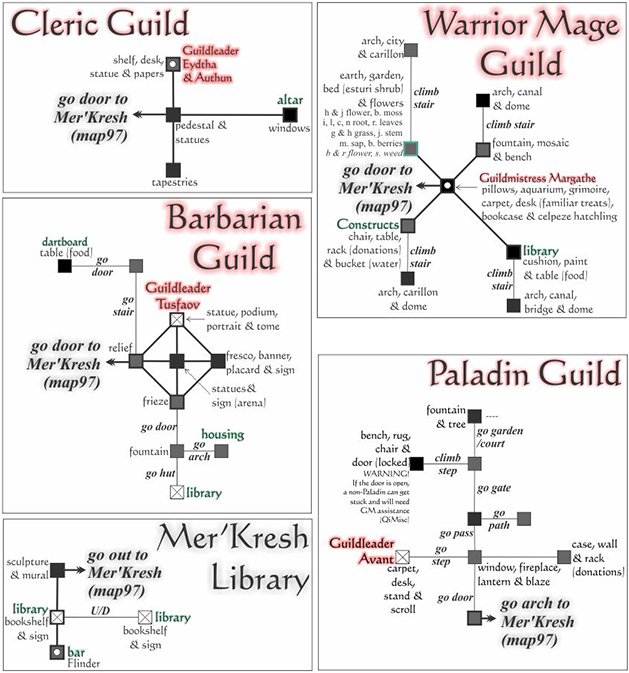 Cleric Guild
shelf, desk,
statue & papers
Guildleader
Eydtha
& Authun
go door to
Mer'Kresh
(map97)
pedestal &
statues
altar
windows
tapestries
Warrior Mage
Guild
arch, city
& carillon
climb
stair
earth, garden,
bed (esturi shrub)
& flowers
h & j flower, b. moss
i, l, c, n root, r. leaves
g & h grass, j. stem
m. sap, b. berries
h & r flower, s. weed
arch, canal
& dome
climb stair
fountain, mosaic
& bench
go door to
Mer'Kresh
(map97)
Guildmistress Margathe
pillows, aquarium, grimoire,
carpet, desk (familiar treats),
bookcase & celpeze hatchling
Constructs
chair, table,
rack (donations)
& bucket (water)
climb
stair
arch, carillon
& dome
library
cushion, paint
& table (food)
climb
stair
arch, canal,
bridge & dome
Barbarian
Guild
dartboard
table (food)
go
door
go
stair
Guildleader
Tusfaov
statue, podium,
portrait & tome
go door to
Mer'Kresh
(map97)
relief
fresco, banner,
placard & sign
statues &
sign (arena)
frieze
go door
fountain
go
arch
housing
go hut
library
Paladin Guild
fountain
& tree
----
go garden
/court
bench, rug,
chair &
door (locked)
WARNING!
If the door is open,
a non-Paladin can get
stuck and will need
GM assistance
(QiMisc)
climb
step
go gate
go
path
go pass
Guildleader
Avant
carpet,
desk,
stand &
scroll
go
step
window, fireplace,
lantern & blaze
case, wall
& rack
(donations)
go door
go arch to
Mer'Kresh
(map97)
Mer'Kresh
Library
sculpture
& mural
go out to
Mer'Kresh
(map97)
library
bookshelf
& sign
U/D
library
bookshelf
& sign
bar
Flinder